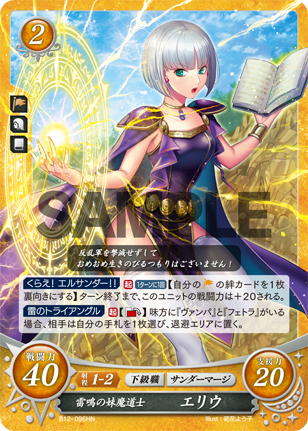 2
SAMPLE
反乱軍を撃滅せずして
おめおめ生きのびるつもりはございません！
くらえ！エルサンダー!! 起 1ターンに1回 【自分の の絆カードを1枚
裏向きにする】ターン終了まで、このユニットの戦闘力は＋20される。
雷のトライアングル 起 味方に『ヴァンパ』と『フェトラ』がい
る場合、相手は自分の手札を1枚選び、退避エリアに置く。
戦闘力
40
射程 1-2 下級職 サンダーマージ
支援力
20
雷鳴の妹魔道士 エリウ